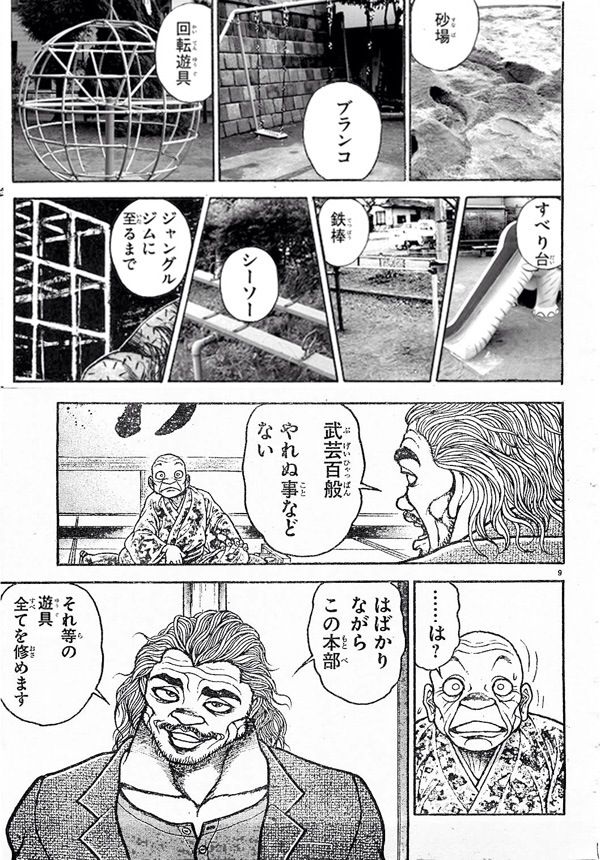 砂場
ブランコ
回転遊具
すべり台
鉄棒
シーソー
ジャングル
ジムに
至るまで
武芸百般
やれぬ事など
ない
9
……は？
はばかり
ながら
この本部
それ等の
遊具
全てを修めます